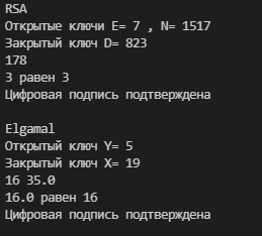 RSA
Открытые ключи E= 7 , N= 1517
Закрытый ключ D= 823
178
3 равен 3
Цифровая подпись подтверждена
Elgamal
Открытый ключ Y= 5
Закрытый ключ X= 19
16 35.0
16.0 равен 16
Цифровая подпись подтверждена